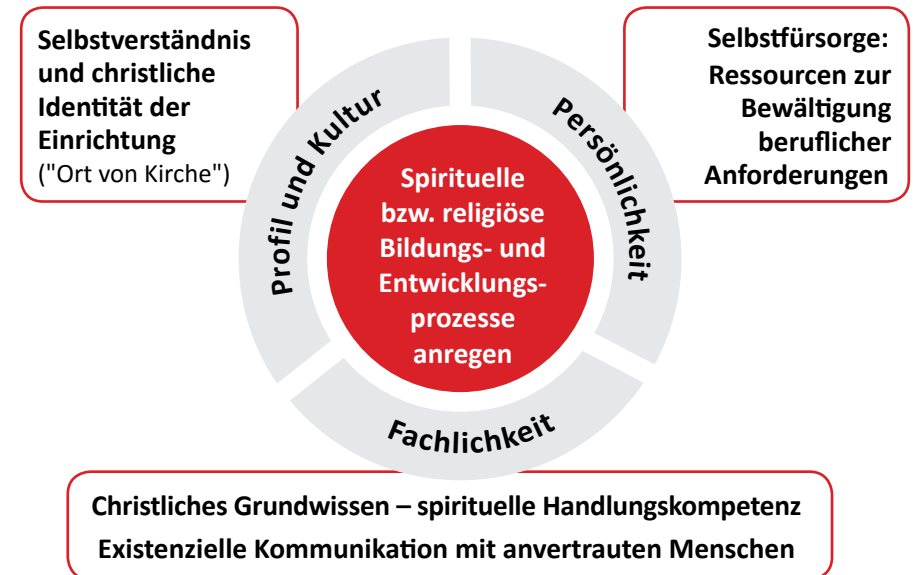 Selbstverständnis
und christliche
Identität der
Einrichtung
("Ort von Kirche")
Selbstfürsorge:
Ressourcen zur
Bewältigung
beruflicher
Anforderungen
Profil und Kultur
Persönlichkeit
Spirituelle
bzw. religiöse
Bildungs- und
Entwicklungs-
prozesse
anregen
Fachlichkeit
Christliches Grundwissen – spirituelle Handlungskompetenz
Existenzielle Kommunikation mit anvertrauten Menschen